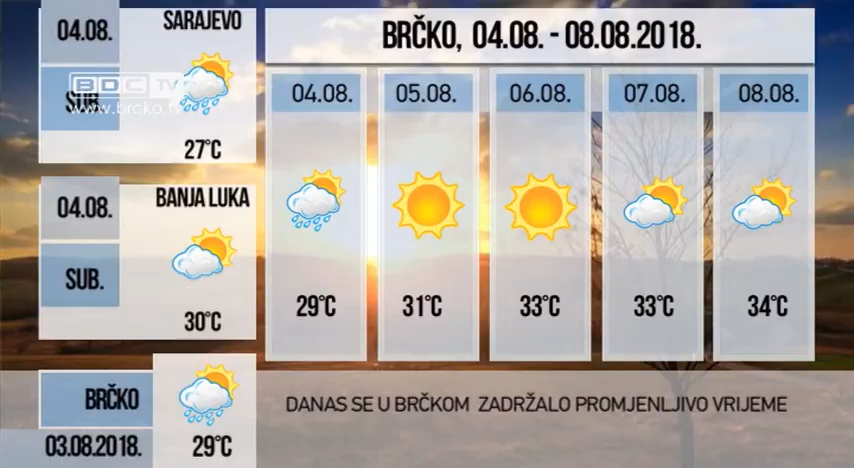 04.08.
SARAJEVO
SUB.
BDC TV
www.brcko.tv
27°C
04.08.
BANJA LUKA
SUB.
30°C
BRČKO
03.08.2018.
29°C
BRČKO, 04.08. - 08.08.2018.
04.08. 05.08. 06.08. 07.08. 08.08.
29°C 31°C 33°C 33°C 34°C
DANAS SE U BRČKOM ZADRŽALO PROMJENLJIVO VRIJEME